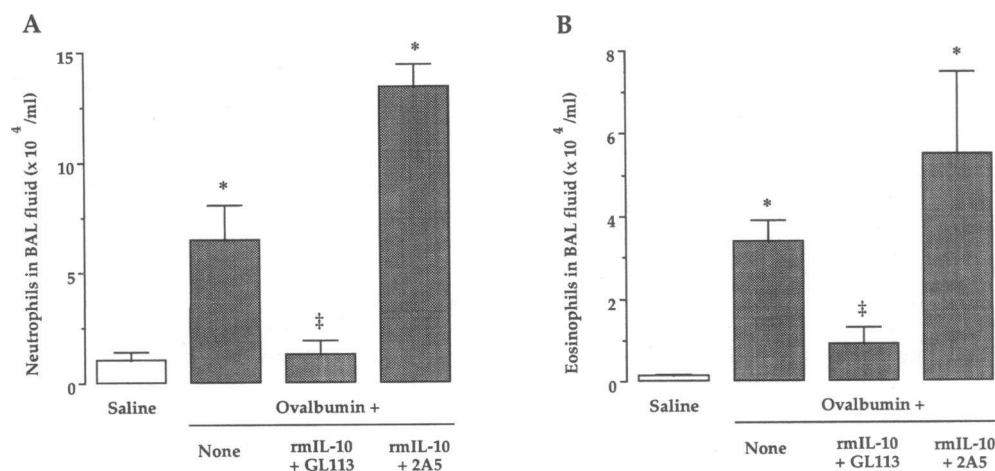 A
Neutrophils in BAL fluid (x 10 4 /ml)
15
10
5
0
*
‡
*
Saline
Ovalbumin +
None
rmIL-10
+ GL113
rmIL-10
+ 2A5
B
Eosinophils in BAL fluid (x 10 4 /ml)
8
6
4
2
0
*
‡
*
Saline
Ovalbumin +
None
rmIL-10
+ GL113
rmIL-10
+ 2A5